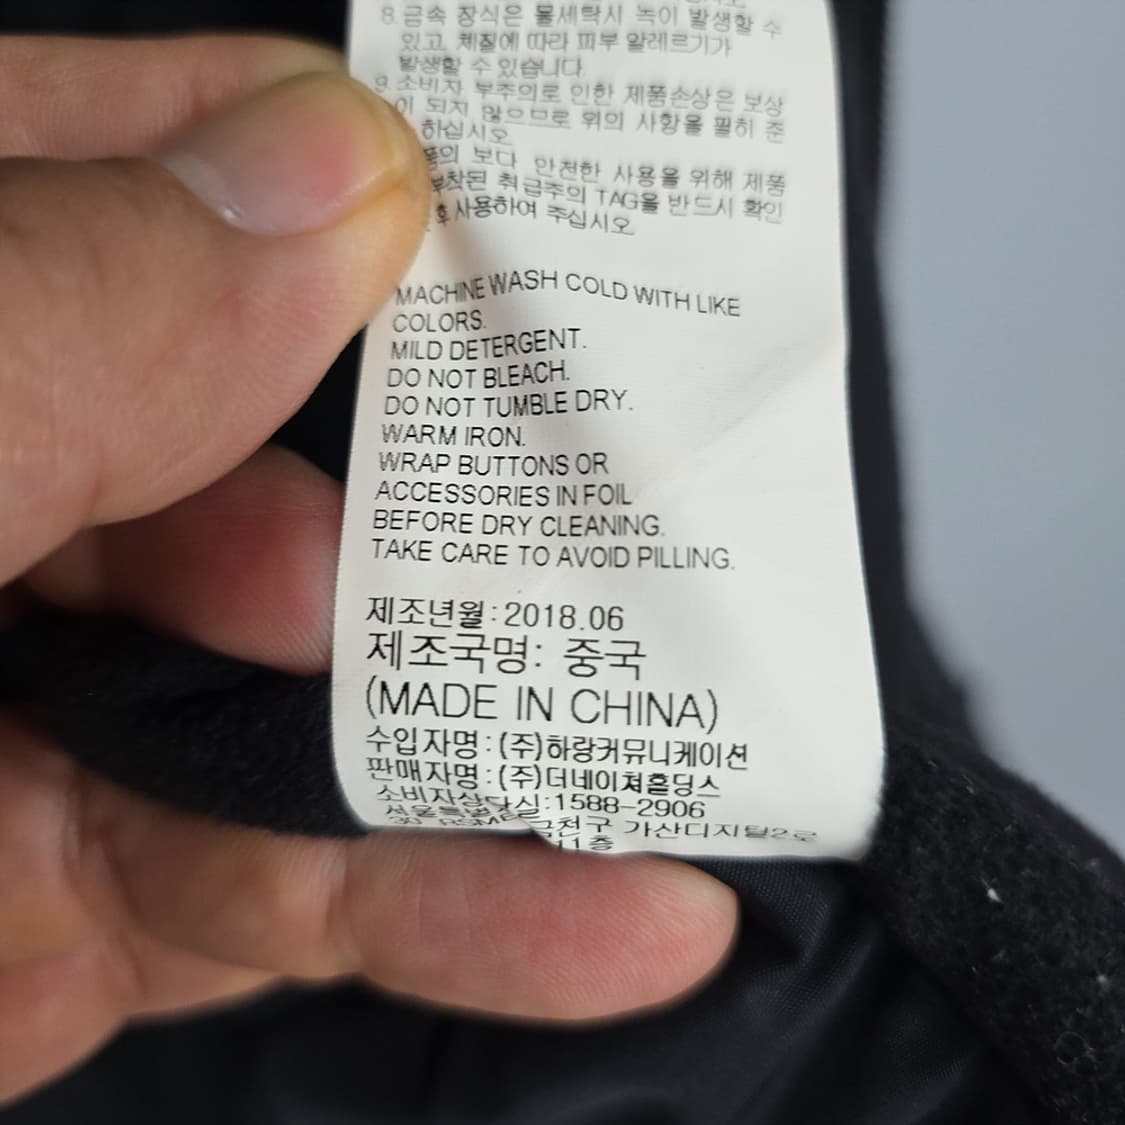 8. 금속 장식은 물세탁시 녹이 발생할 수
있고, 체질에 따라 피부 알레르기가
발생할 수 있습니다.
9. 소비자 부주의로 인한 제품손상은 보상
이 되지 않으므로 위의 사항을 필히 준
하십시오
의 보다 안전한 사용을 위해 제품
부착된 취급주의 TAG을 반드시 확인
후 사용하여 주십시오.
MACHINE WASH COLD WITH LIKE
COLORS.
MILD DETERGENT.
DO NOT BLEACH.
DO NOT TUMBLE DRY.
WARM IRON.
WRAP BUTTONS OR
ACCESSORIES IN FOIL
BEFORE DRY CLEANING.
TAKE CARE TO AVOID PILLING.
제조년월:2018.06
제조국명: 중국
(MADE IN CHINA)
수입자명:(주)하랑커뮤니케이션
판매자명:(주)더네이쳐홀딩스
소비자상담실:1588-2906
서울특별 금천구 가산디지털2로
30 11층